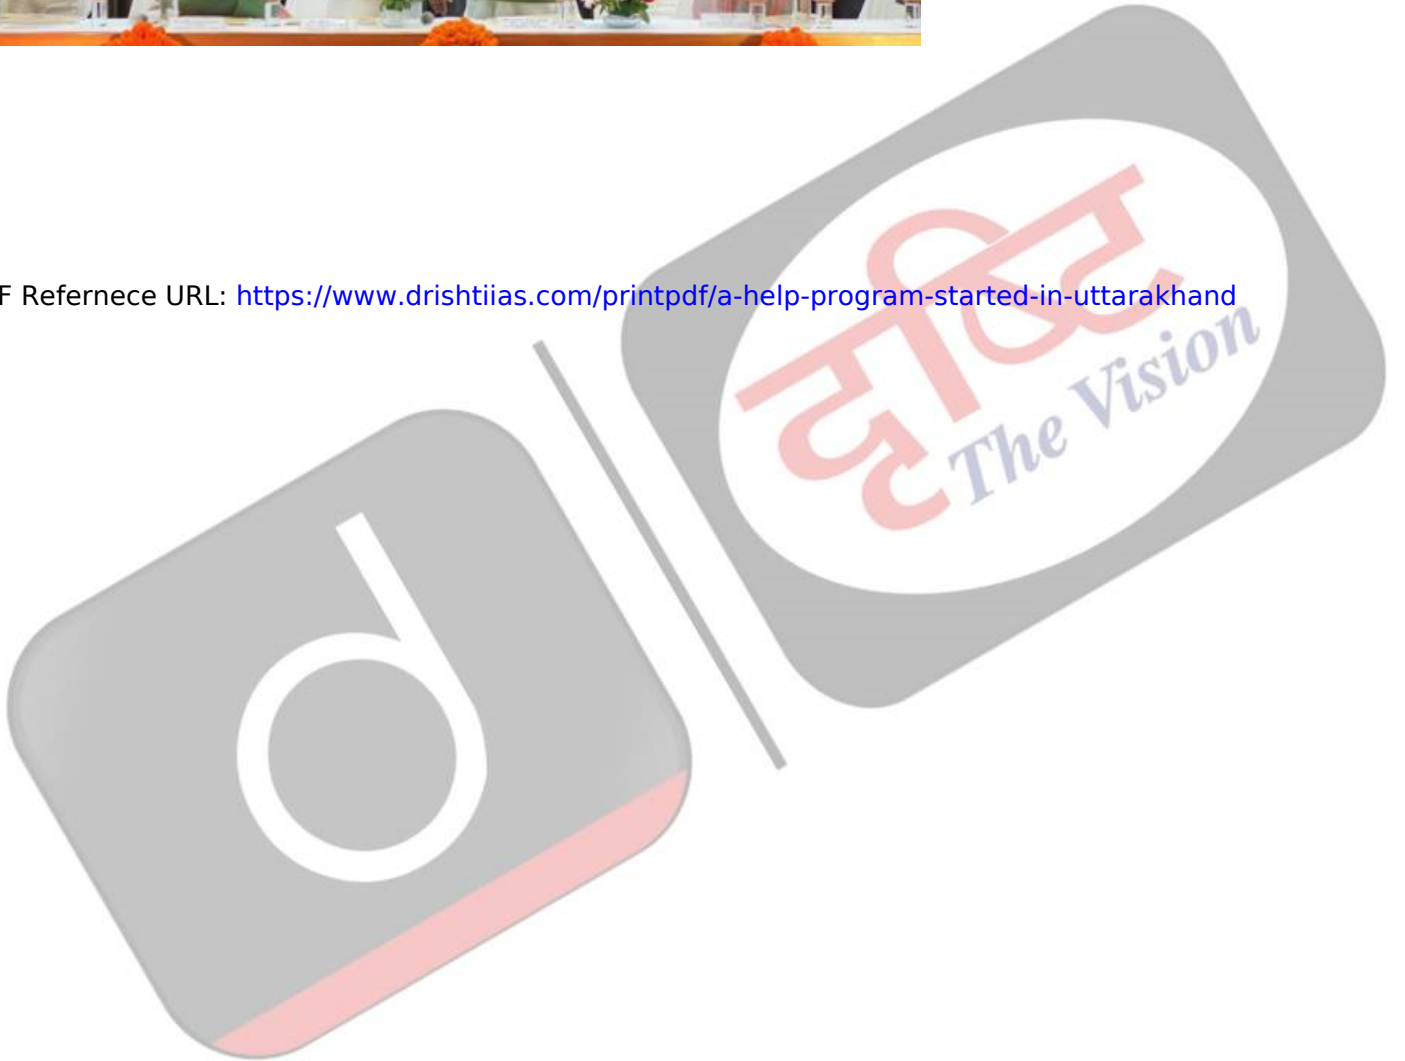 F Refernece URL: https://www.drishtiias.com/printpdf/a-help-program-started-in-uttarakhand
दृष्टि
The Vision
d